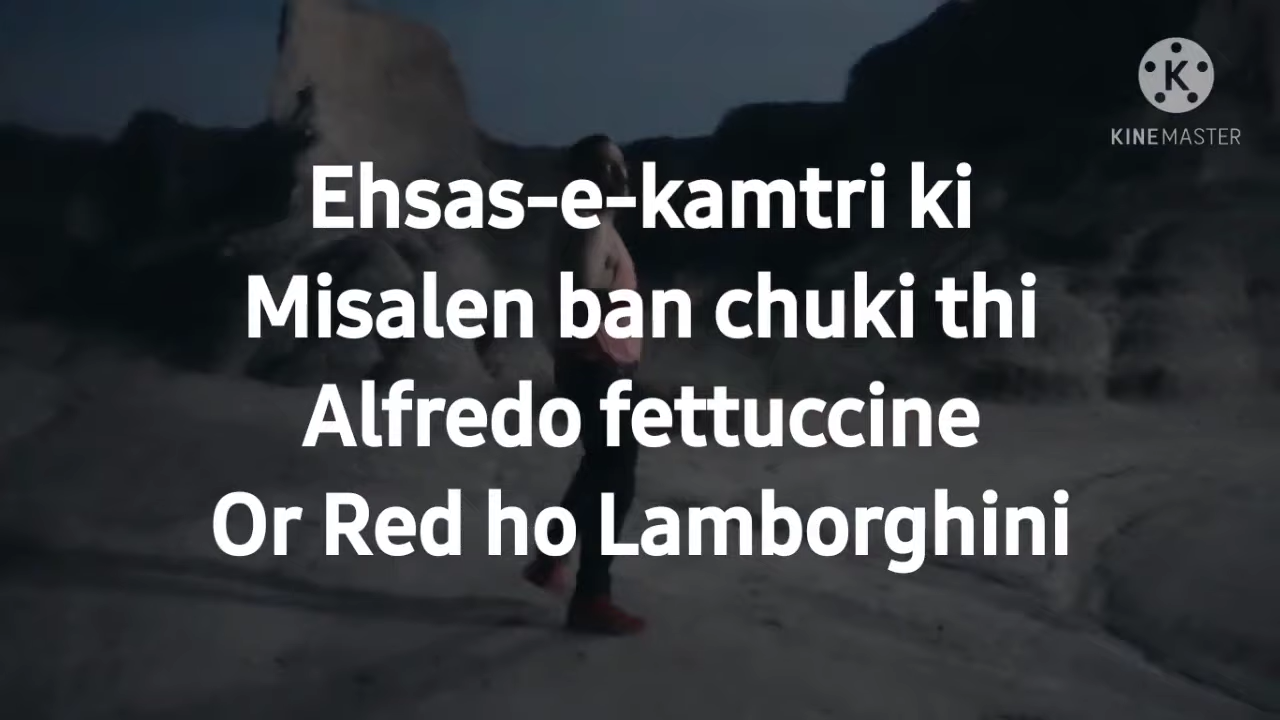 KINEMASTER
Ehsas-e-kamtri ki
Misalen ban chuki thi
Alfredo fettuccine
Or Red ho Lamborghini